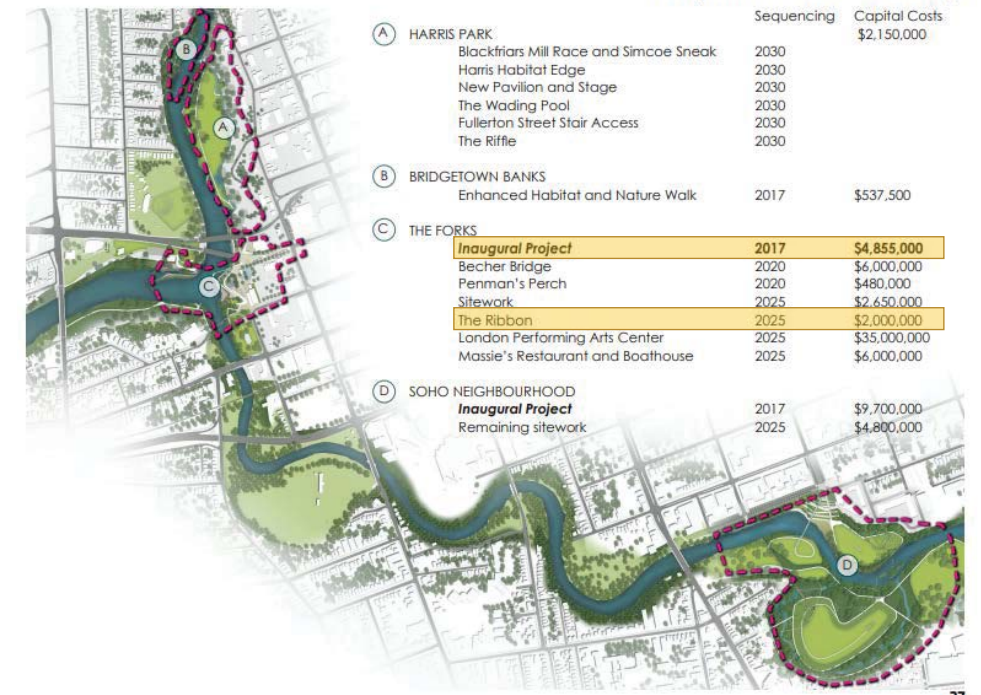 Sequencing Capital Costs
A HARRIS PARK $2,150,000
Blackfriars Mill Race and Simcoe Sneak 2030
Harris Habitat Edge 2030
New Pavilion and Stage 2030
The Wading Pool 2030
Fullerton Street Stair Access 2030
The Riffle 2030
B BRIDGETOWN BANKS
Enhanced Habitat and Nature Walk 2017 $537,500
C THE FORKS
Inaugural Project 2017 $4,855,000
Becher Bridge 2020 $6,000,000
Penman's Perch 2020 $480,000
Sitework 2025 $2,650,000
The Ribbon 2025 $2,000,000
London Performing Arts Center 2025 $35,000,000
Massie's Restaurant and Boathouse 2025 $6,000,000
D SOHO NEIGHBOURHOOD
Inaugural Project 2017 $9,700,000
Remaining sitework 2025 $4,800,000
B
A
C
D